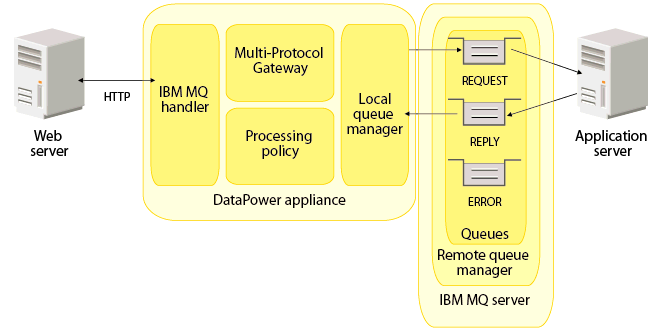 Web
server
HTTP
IBM MQ
handler
Multi-Protocol
Gateway
Processing
policy
Local
queue
manager
DataPower appliance
REQUEST
REPLY
ERROR
Queues
Remote queue
manager
IBM MQ server
Application
server